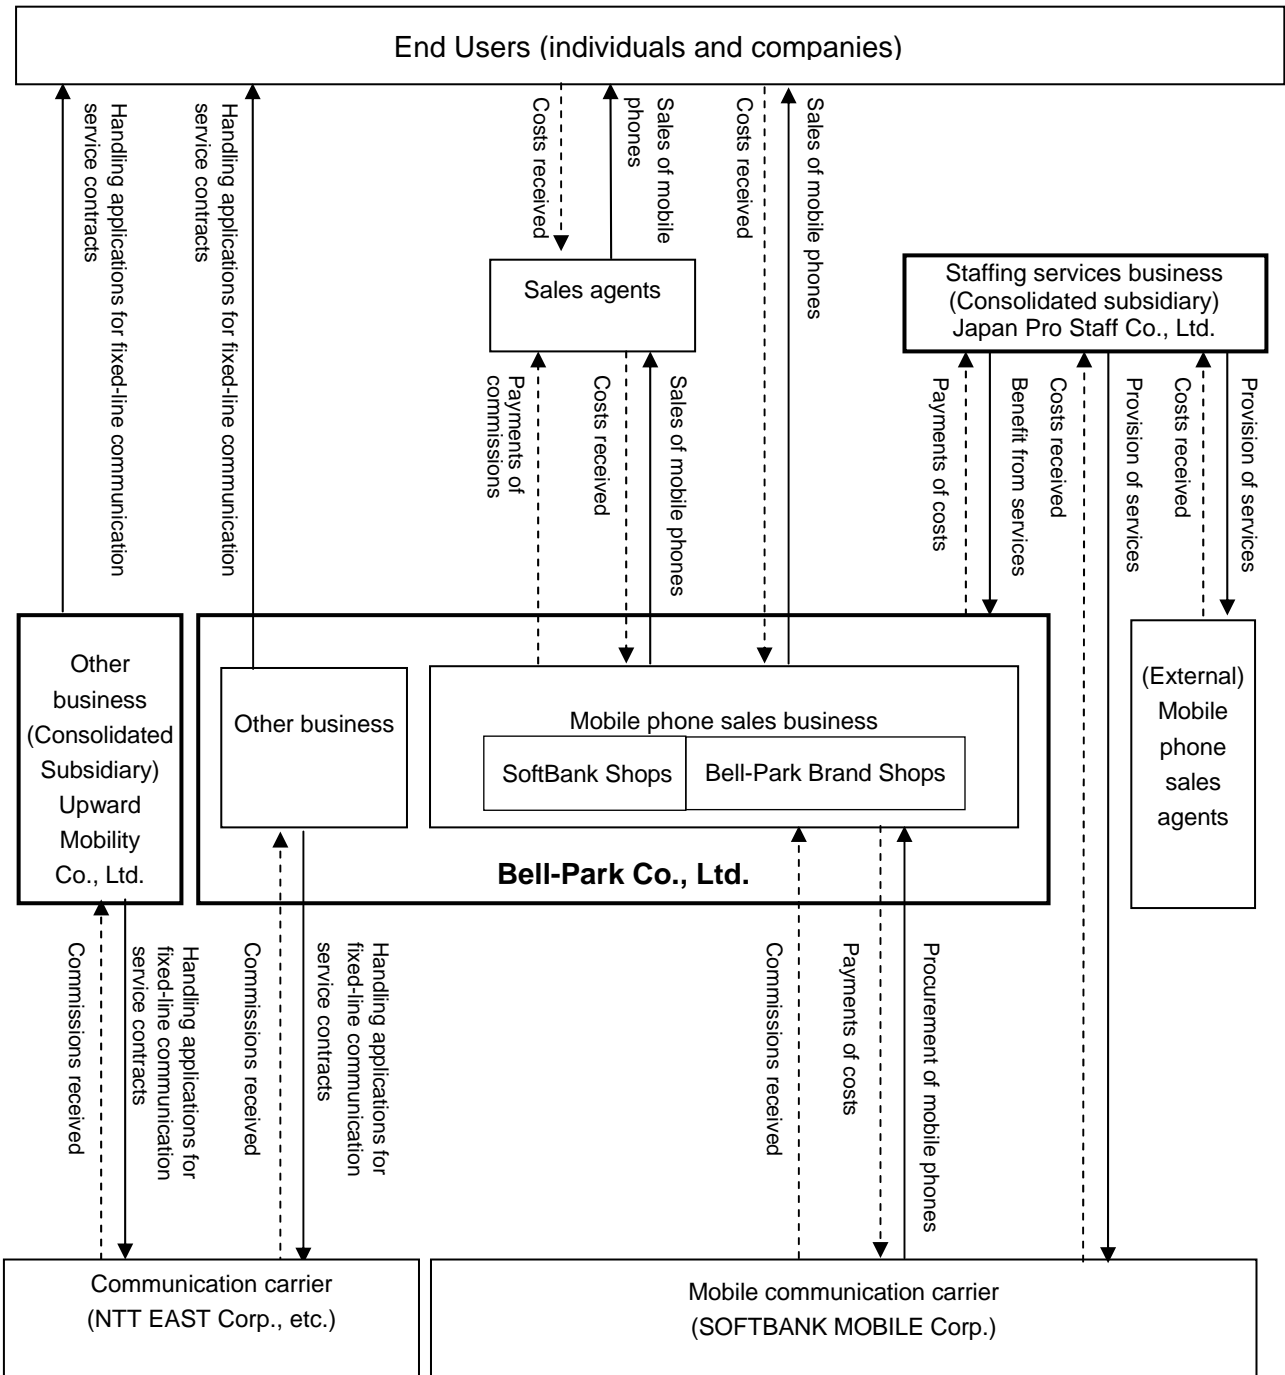 End Users (individuals and companies)
Handling applications for fixed-line communication
service contracts
Handling applications for fixed-line communication
service contracts
Costs received
Sales of mobile
phones
Costs received
Sales of mobile phones
Sales agents
Staffing services business
(Consolidated subsidiary)
Japan Pro Staff Co., Ltd.
Payments of
commissions
Costs received
Sales of mobile phones
Payments of costs
Benefit from services
Costs received
Provision of services
Costs received
Provision of services
Other
business
(Consolidated
Subsidiary)
Upward
Mobility
Co., Ltd.
Other business
Mobile phone sales business
SoftBank Shops
Bell-Park Brand Shops
Bell-Park Co., Ltd.
(External)
Mobile
phone
sales
agents
Commissions received
Handling applications for
fixed-line communication
service contracts
Commissions received
Handling applications for
fixed-line communication
service contracts
Commissions received
Payments of costs
Procurement of mobile phones
Communication carrier
(NTT EAST Corp., etc.)
Mobile communication carrier
(SOFTBANK MOBILE Corp.)